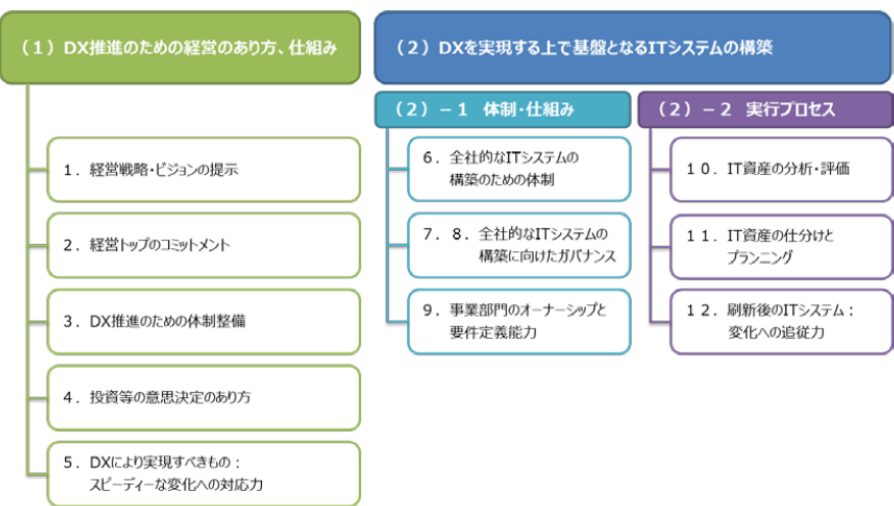 （１）DX推進のための経営のあり方、仕組み
１．経営戦略・ビジョンの提示
２．経営トップのコミットメント
３．DX推進のための体制整備
４．投資等の意思決定のあり方
５．DXにより実現すべきもの：
スピーディーな変化への対応力
（２）DXを実現する上で基盤となるITシステムの構築
（２）－１　体制・仕組み
６．全社的なITシステムの
構築のための体制
７．８．全社的なITシステムの
構築に向けたガバナンス
９．事業部門のオーナーシップと
要件定義能力
（２）－２　実行プロセス
１０．IT資産の分析・評価
１１．IT資産の仕分けと
プランニング
１２．刷新後のITシステム：
変化への追従力